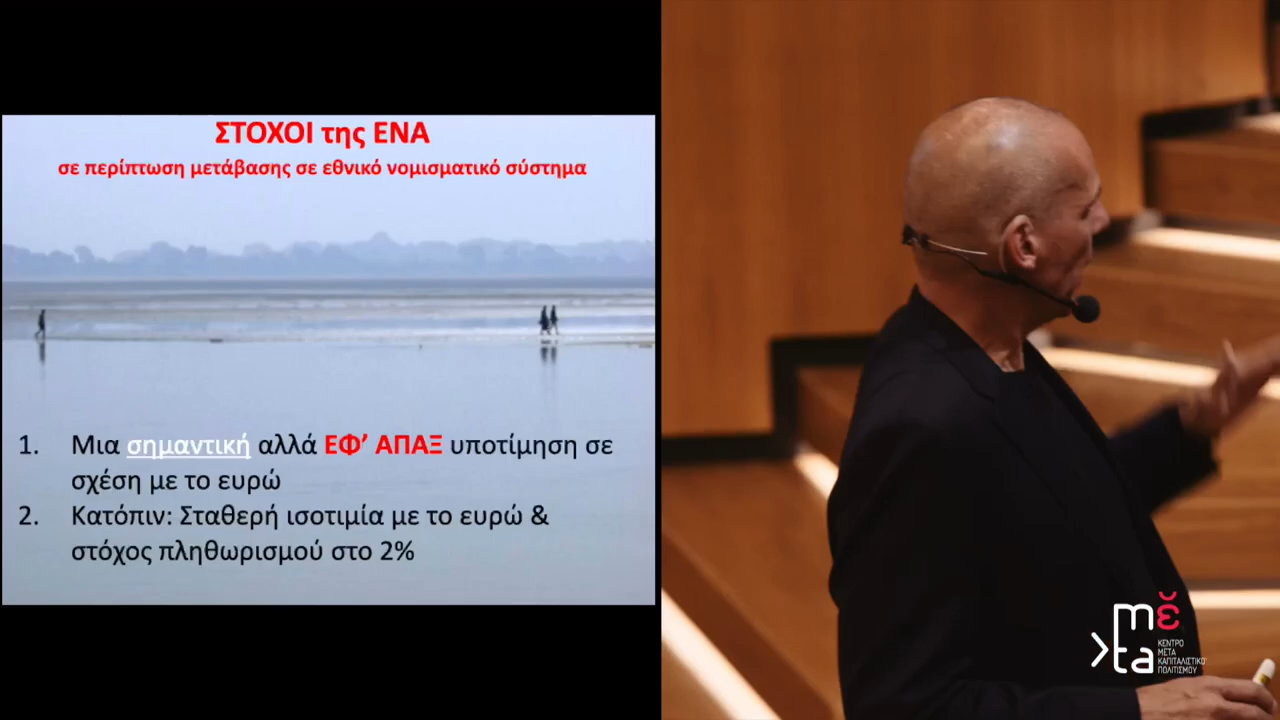 ΣΤΟΧΟΙ της ΕΝΑ
σε περίπτωση μετάβασης σε εθνικό νομισματικό σύστημα
1. Μια σημαντική αλλά ΕΦ’ ΑΠΑΞ υποτίμηση σε
σχέση με το ευρώ
2. Κατόπιν: Σταθερή ισοτιμία με το ευρώ &
στόχος πληθωρισμού στο 2%
mέta
ΚΕΝΤΡΟ
ΜΕΤΑ
ΚΑΠΙΤΑΛΙΣΤΙΚΟΥ
ΠΟΛΙΤΙΣΜΟΥ